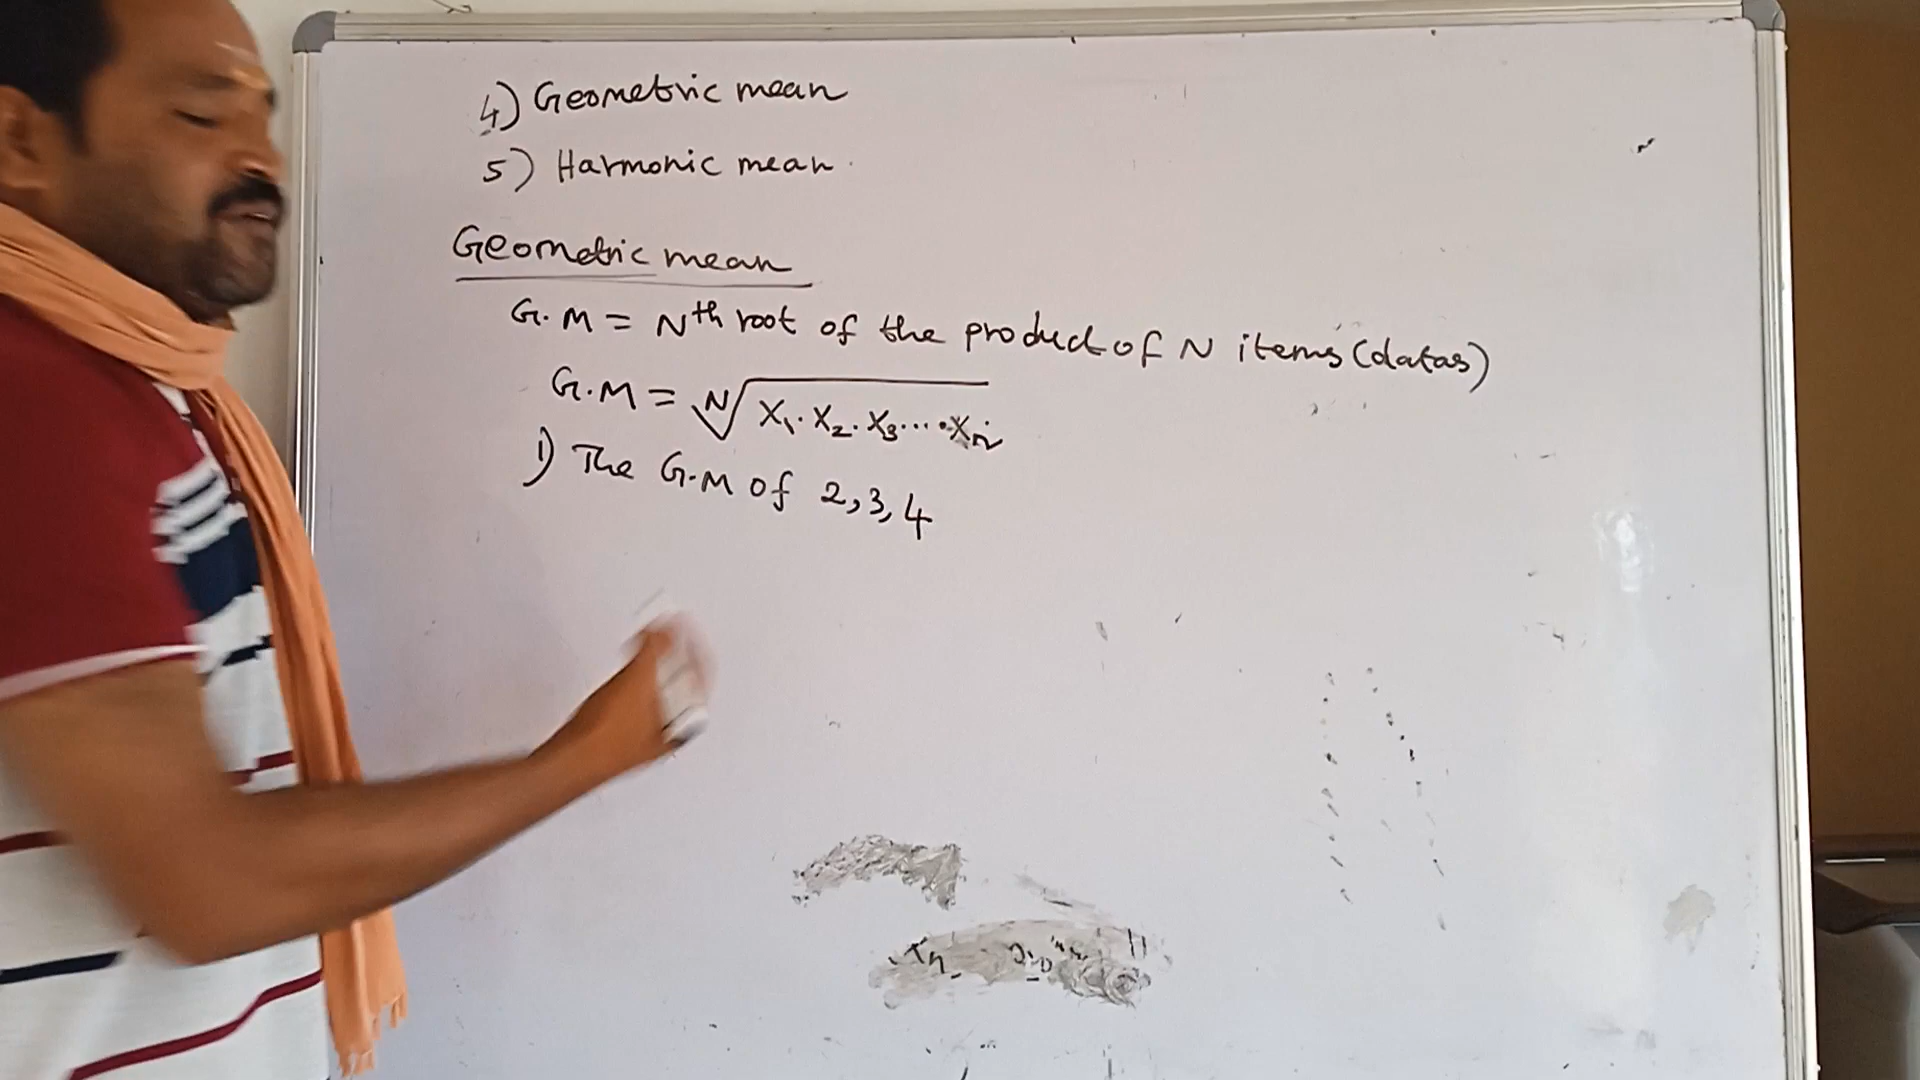 4) Geometric mean
5) Harmonic mean.
Geometric mean
G.M = Nth root of the product of N items (datas)
G.M = N√X1.X2.X3....Xn
1) The G.M of 2,3,4